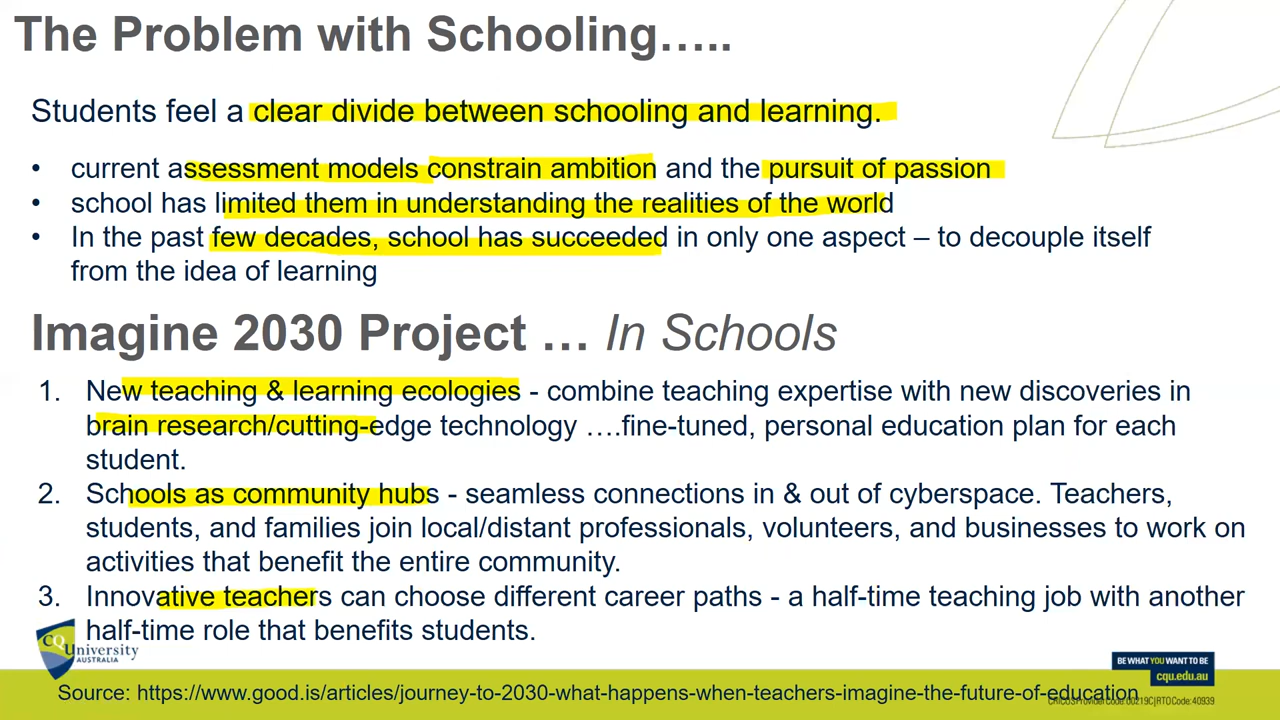 The Problem with Schooling…..
Students feel a clear divide between schooling and learning.
• current assessment models constrain ambition and the pursuit of passion
• school has limited them in understanding the realities of the world
• In the past few decades, school has succeeded in only one aspect – to decouple itself
from the idea of learning
Imagine 2030 Project … In Schools
1. New teaching & learning ecologies - combine teaching expertise with new discoveries in
brain research/cutting-edge technology ….fine-tuned, personal education plan for each
student.
2. Schools as community hubs - seamless connections in & out of cyberspace. Teachers,
students, and families join local/distant professionals, volunteers, and businesses to work on
activities that benefit the entire community.
3. Innovative teachers can choose different career paths - a half-time teaching job with another
half-time role that benefits students.
CQUniversity
AUSTRALIA
BE WHAT YOU WANT TO BE
cqu.edu.au
Source: https://www.good.is/articles/journey-to-2030-what-happens-when-teachers-imagine-the-future-of-education
CRICOS Provider Code: 00219C | RTO Code: 40939